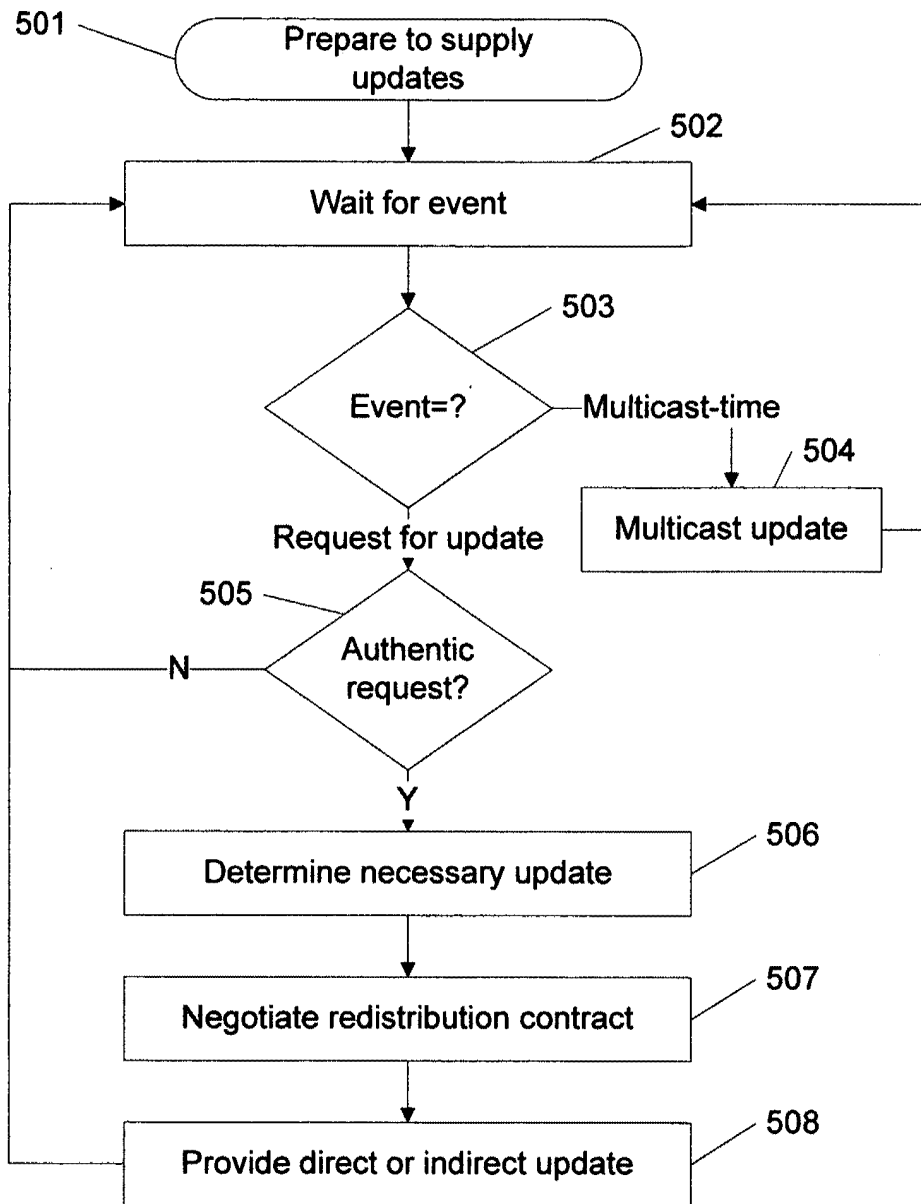 501
Prepare to supply
updates
502
Wait for event
503
Event=?
Multicast-time
504
Multicast update
Request for update
505
Authentic
request?
N
Y
506
Determine necessary update
507
Negotiate redistribution contract
508
Provide direct or indirect update